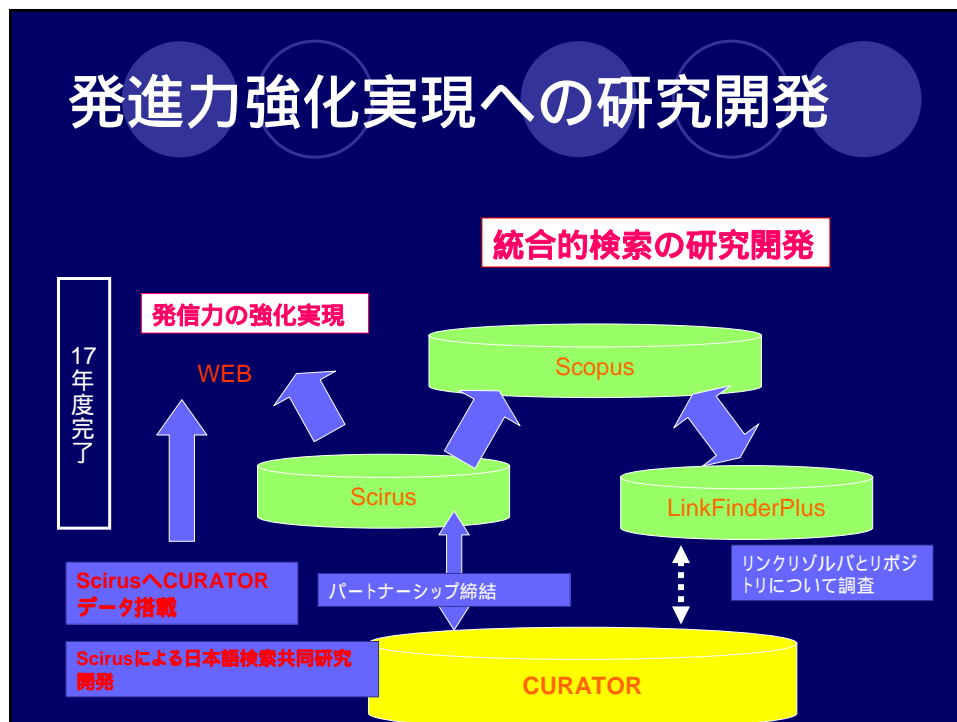 発進力強化実現への研究開発
統合的検索の研究開発
発信力の強化実現
17年度完了
WEB
Scopus
Scirus
LinkFinderPlus
リンクリゾルバとリポジ
トリについて調査
ScirusへCURATOR
データ搭載
パートナーシップ締結
Scirusによる日本語検索共同研究
開発
CURATOR